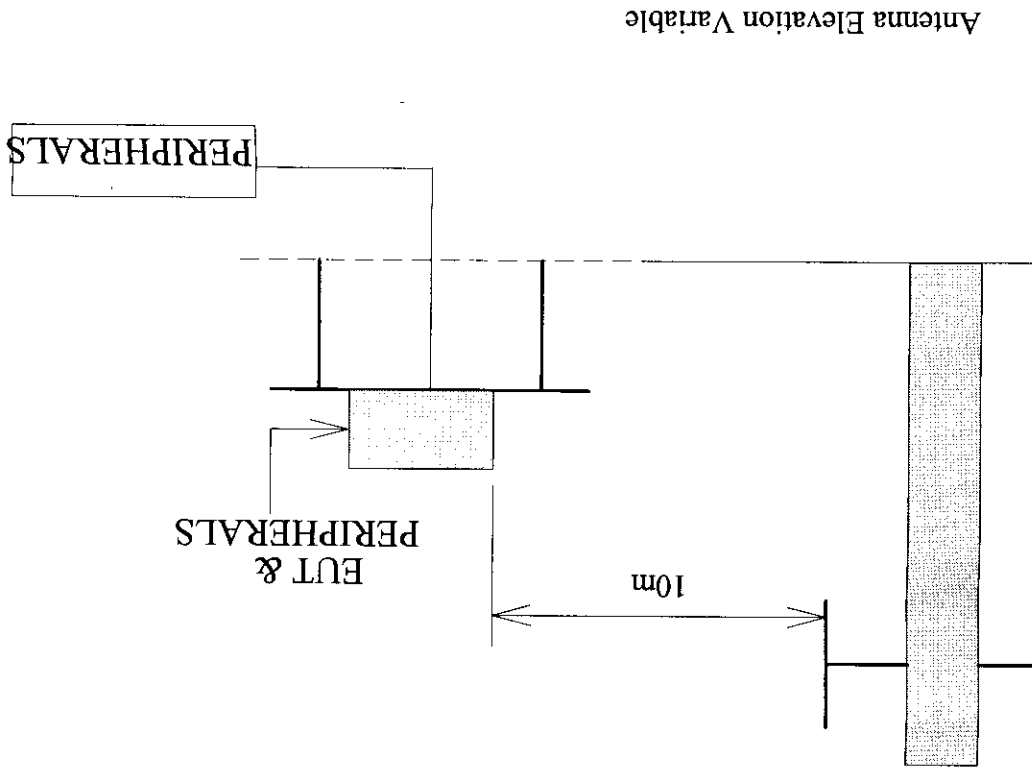 10m
EUT &
PERIPHERALS
PERIPHERALS
Antenna Elevation Variable